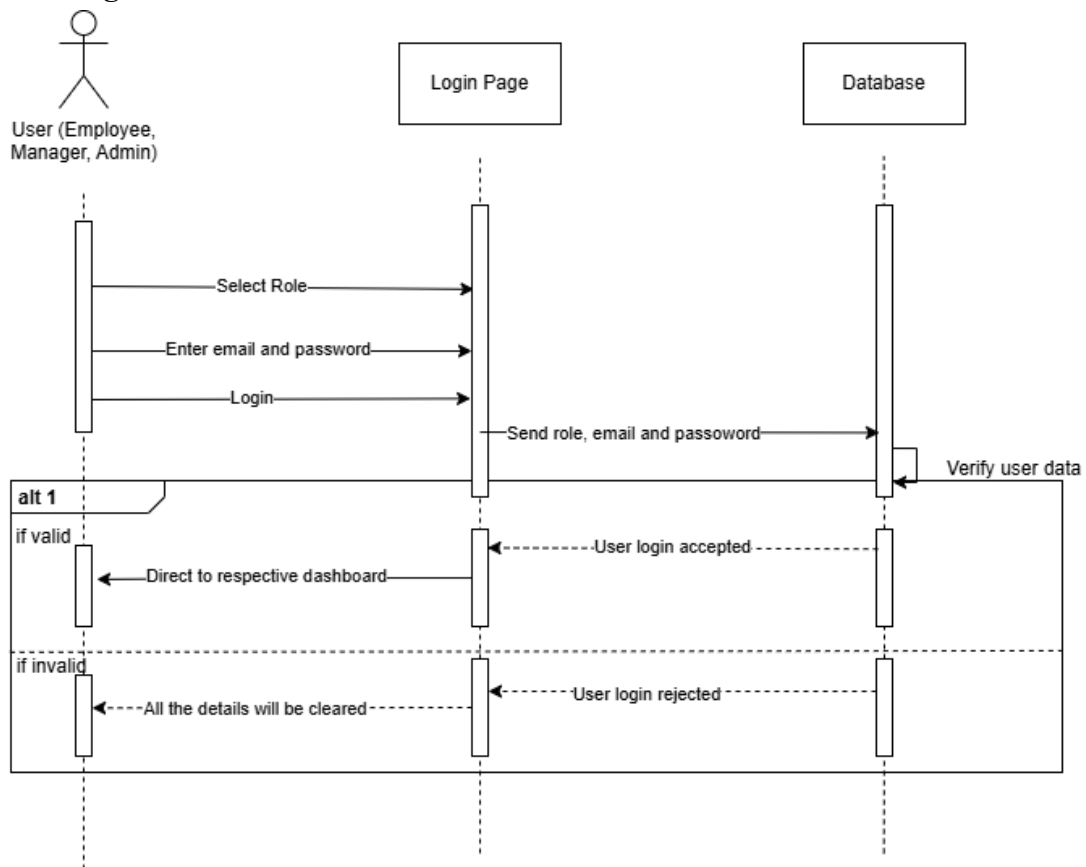 User (Employee,
Manager, Admin)
Login Page
Database
Select Role
Enter email and password
Login
Send role, email and passoword
Verify user data
alt 1
if valid
User login accepted
Direct to respective dashboard
if invalid
User login rejected
All the details will be cleared